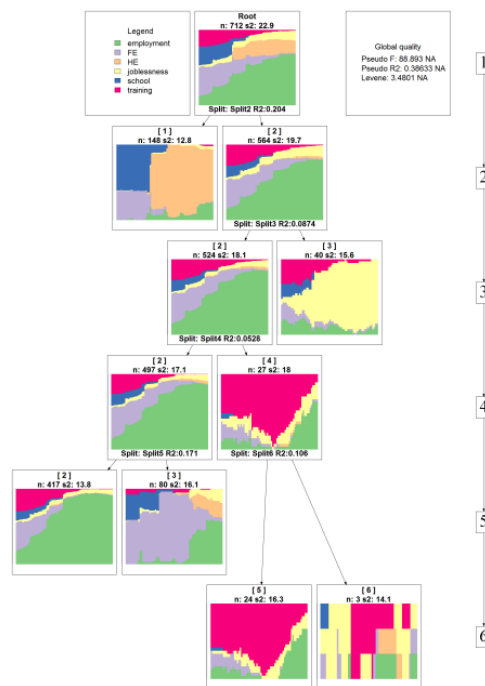 Root
n: 712 s2: 22.9
Split: Split2 R2:0.204
Legend
employment
FE
HE
joblessness
school
training
Global quality
Pseudo F: 88.893 NA
Pseudo R2: 0.38633 NA
Levene: 3.4801 NA
1
[ 1 ]
n: 148 s2: 12.8
[ 2 ]
n: 564 s2: 19.7
Split: Split3 R2:0.0874
2
[ 2 ]
n: 524 s2: 18.1
Split: Split4 R2:0.0528
[ 3 ]
n: 40 s2: 15.6
3
[ 2 ]
n: 497 s2: 17.1
Split: Split5 R2:0.171
[ 4 ]
n: 27 s2: 18
Split: Split6 R2:0.106
4
[ 2 ]
n: 417 s2: 13.8
[ 3 ]
n: 80 s2: 16.1
5
[ 5 ]
n: 24 s2: 16.3
[ 6 ]
n: 3 s2: 14.1
6